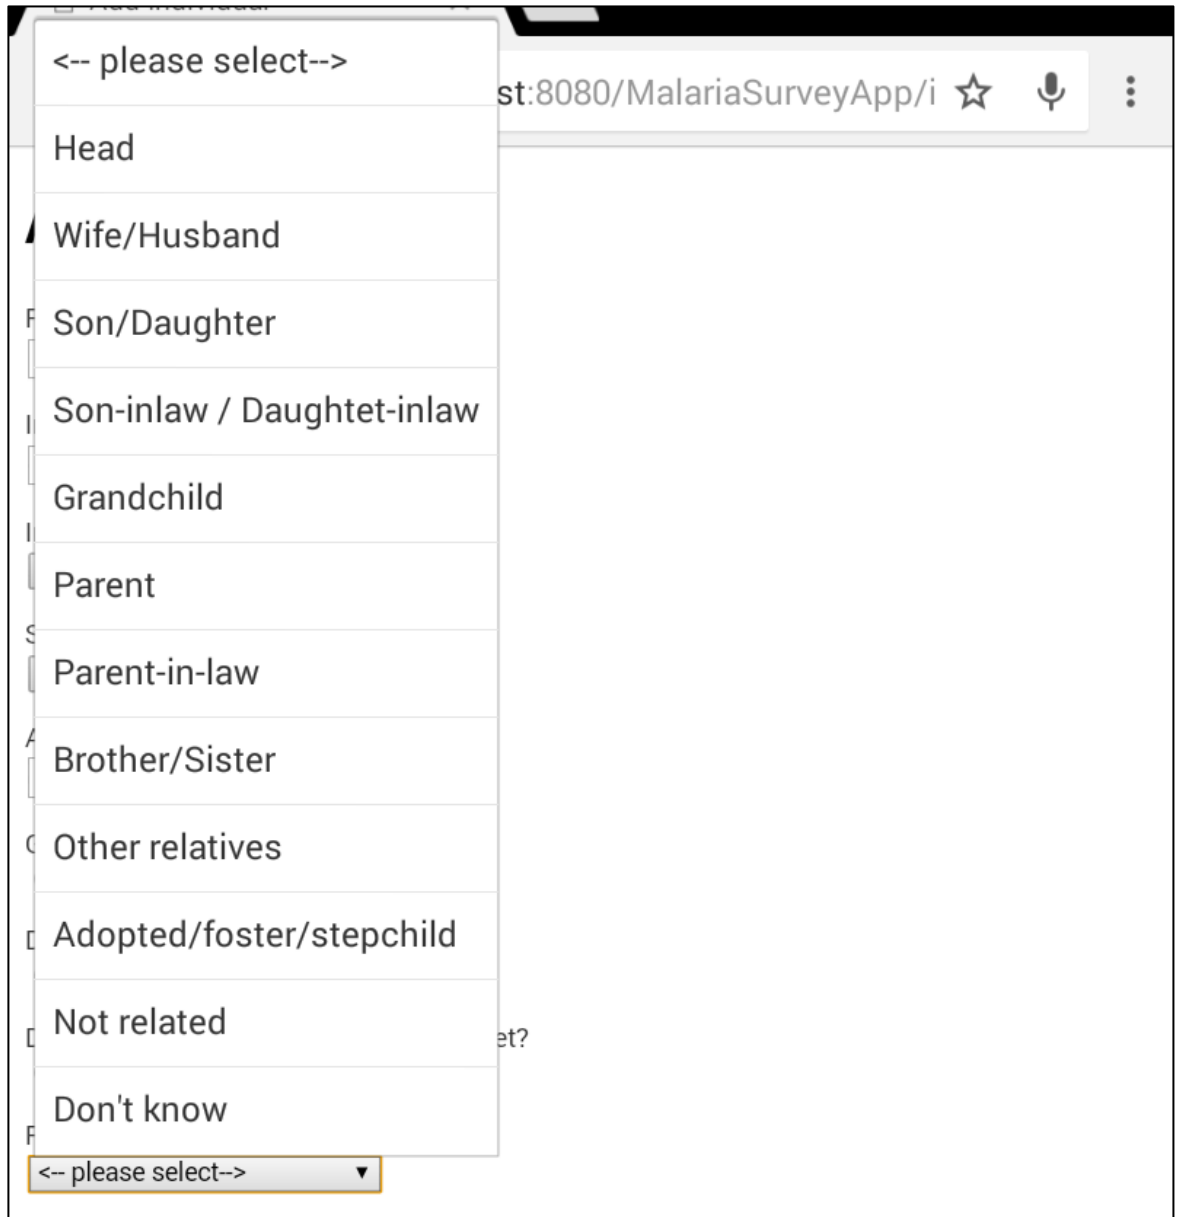 <-- please select-->
st:8080/MalariaSurveyApp/i
Head
Wife/Husband
Son/Daughter
Son-inlaw / Daughtet-inlaw
Grandchild
Parent
Parent-in-law
Brother/Sister
Other relatives
Adopted/foster/stepchild
Not related
et?
Don't know
<-- please select-->